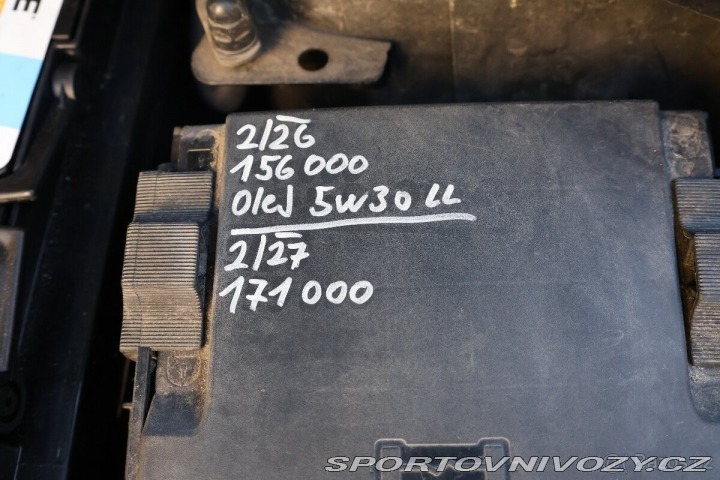 E
2/26
156 000
Olej 5W30 LL
2/27
171 000
SPORTOVNIVOZY.CZ